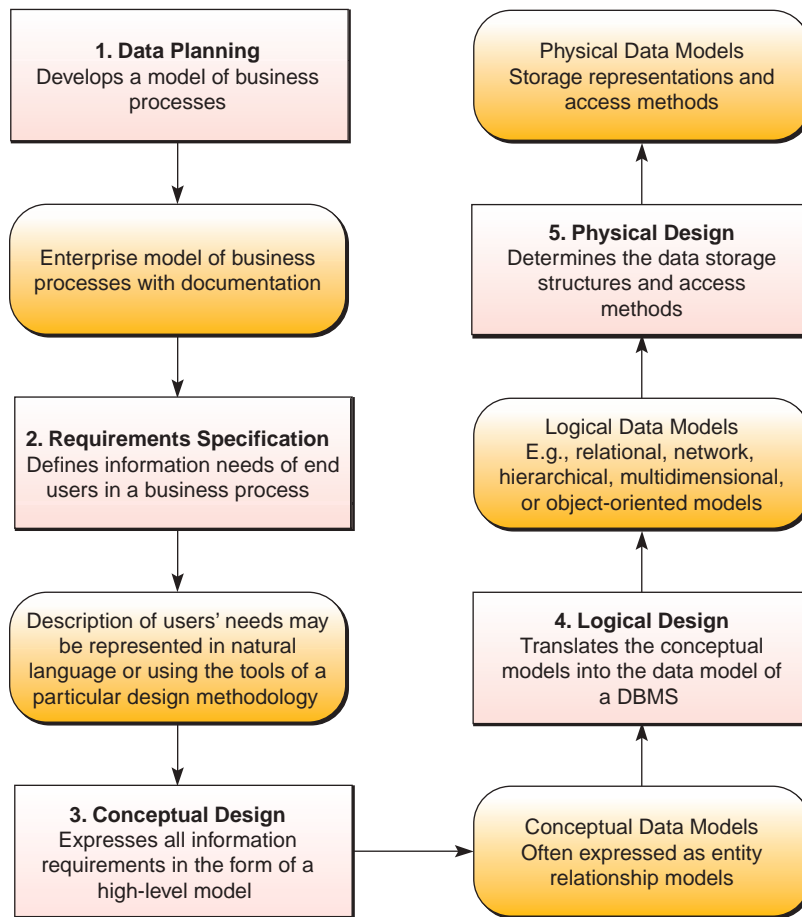 1. Data Planning
Develops a model of business
processes
Enterprise model of business
processes with documentation
2. Requirements Specification
Defines information needs of end
users in a business process
Description of users’ needs may
be represented in natural
language or using the tools of a
particular design methodology
3. Conceptual Design
Expresses all information
requirements in the form of a
high-level model
Conceptual Data Models
Often expressed as entity
relationship models
4. Logical Design
Translates the conceptual
models into the data model of
a DBMS
Logical Data Models
E.g., relational, network,
hierarchical, multidimensional,
or object-oriented models
5. Physical Design
Determines the data storage
structures and access
methods
Physical Data Models
Storage representations and
access methods